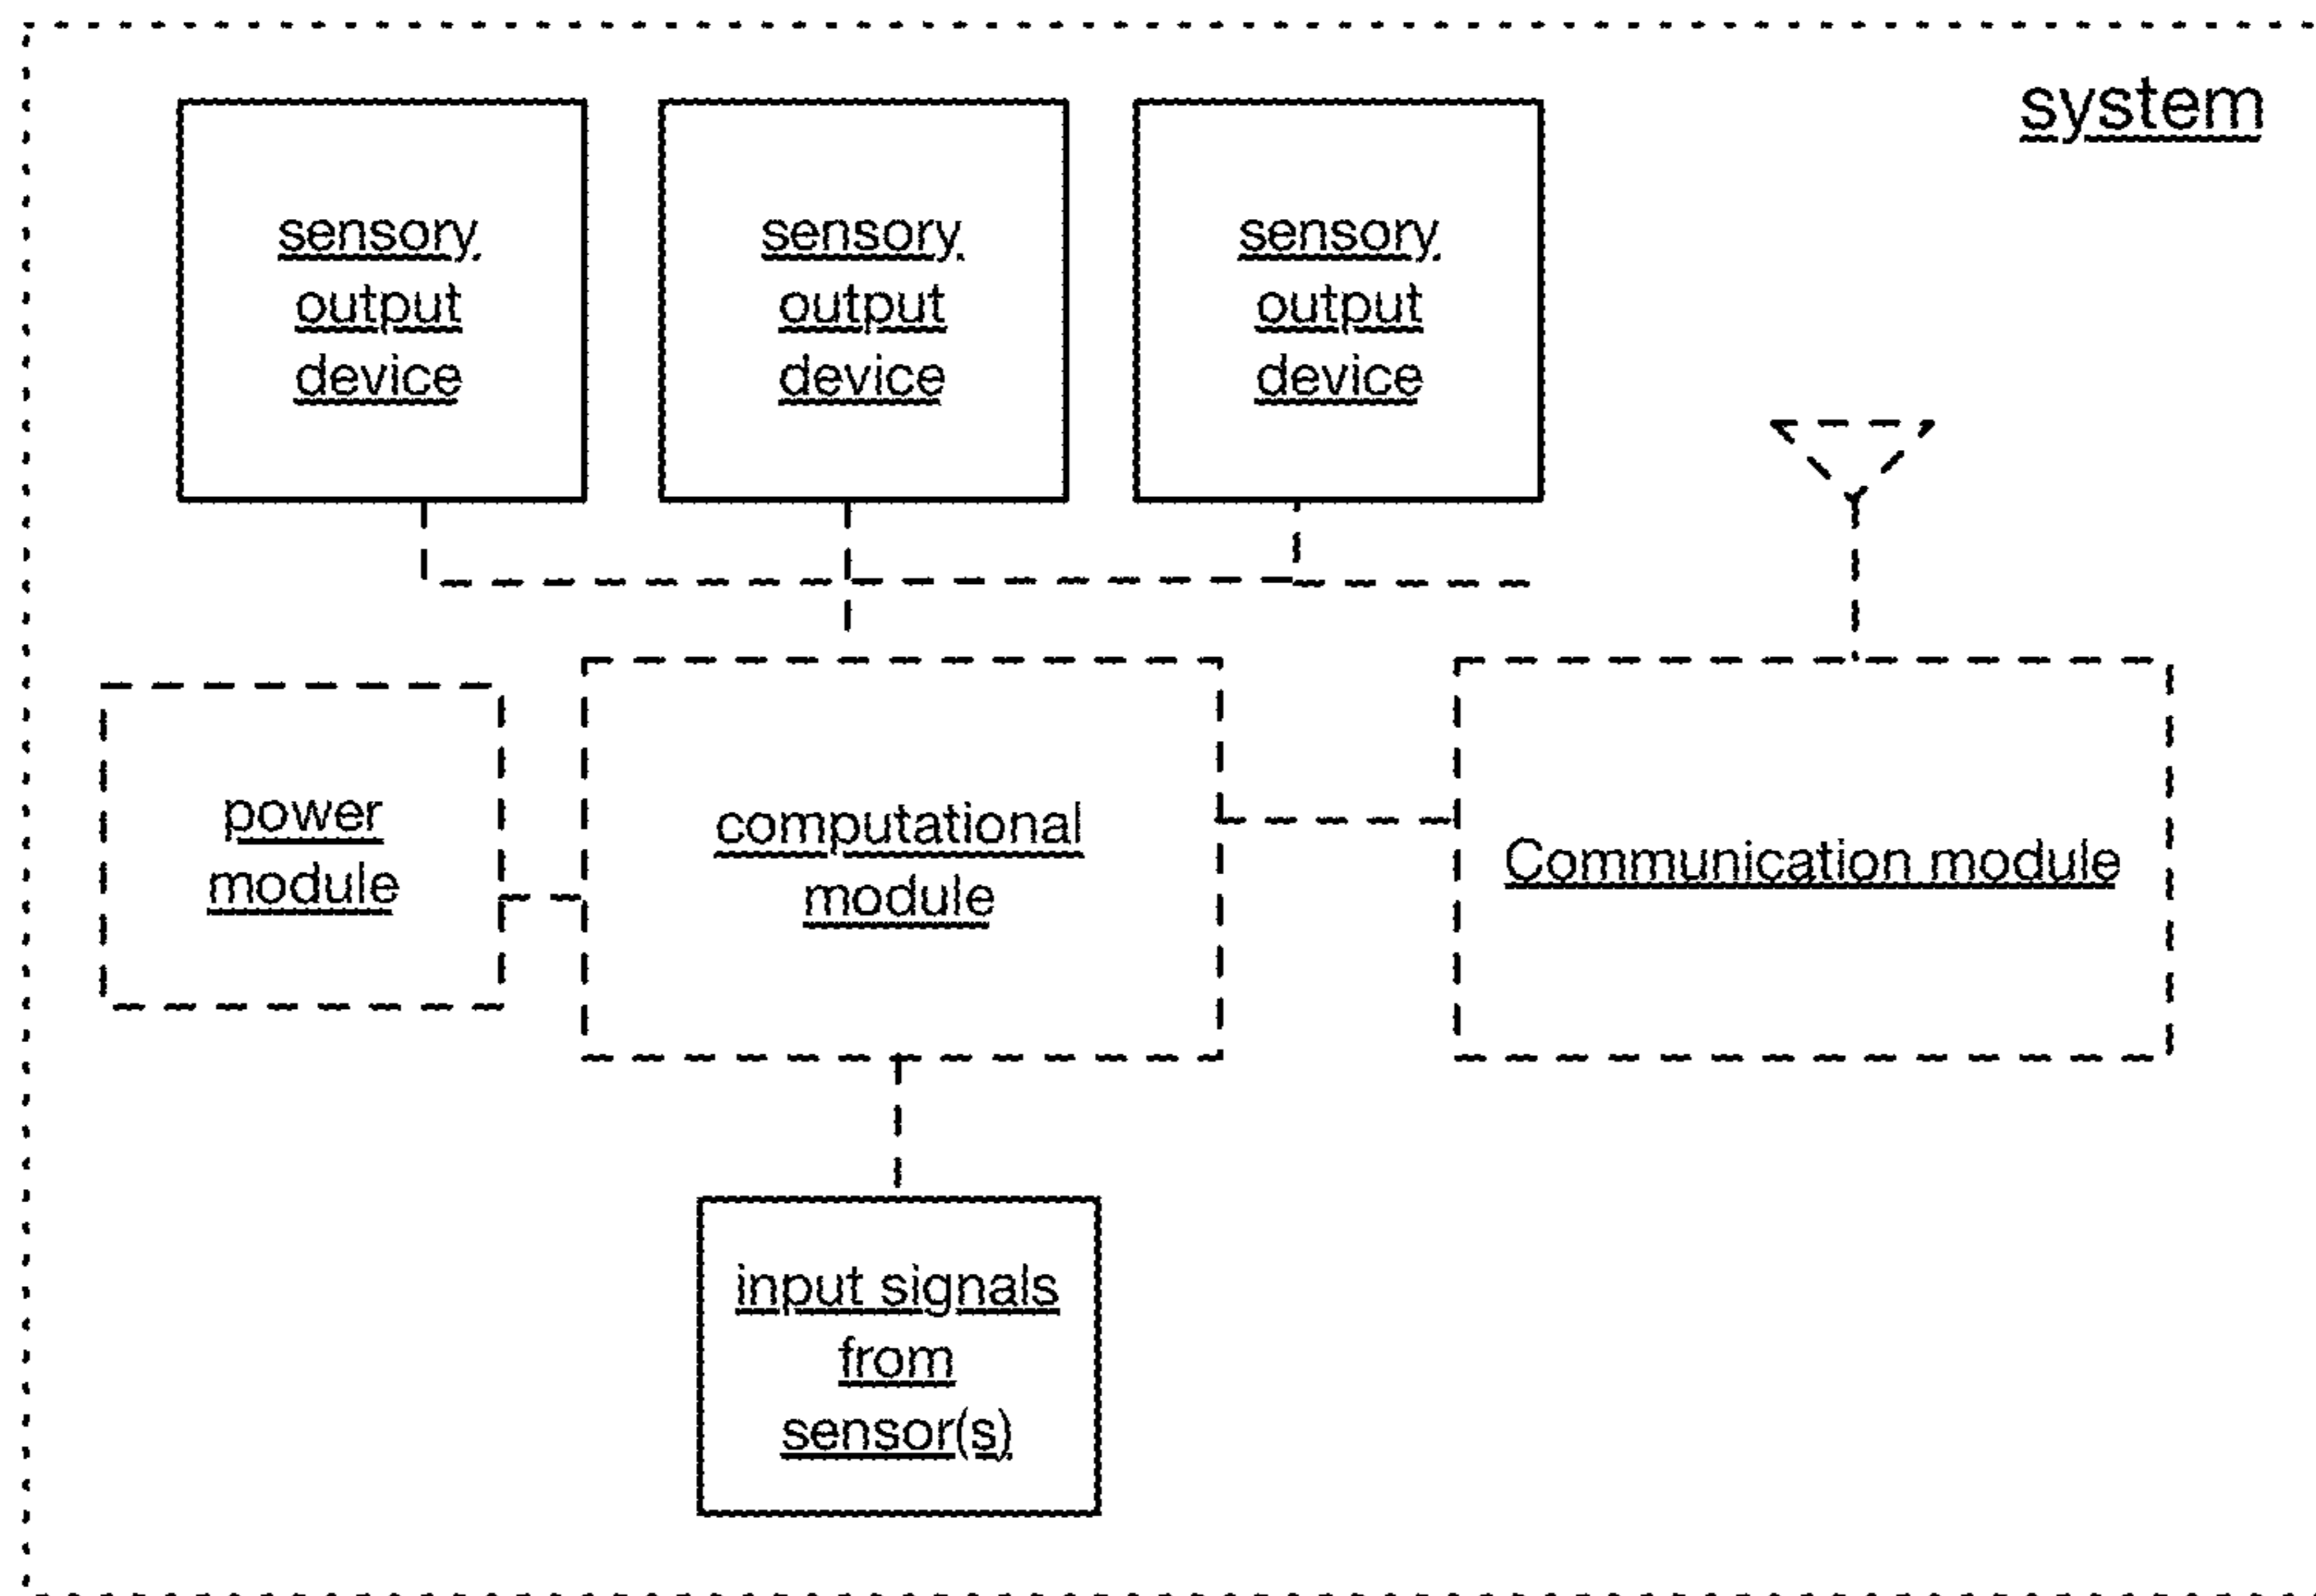 system
sensory
output
device
sensory
output
device
sensory
output
device
power
module
computational
module
Communication module
input signals
from
sensor(s)